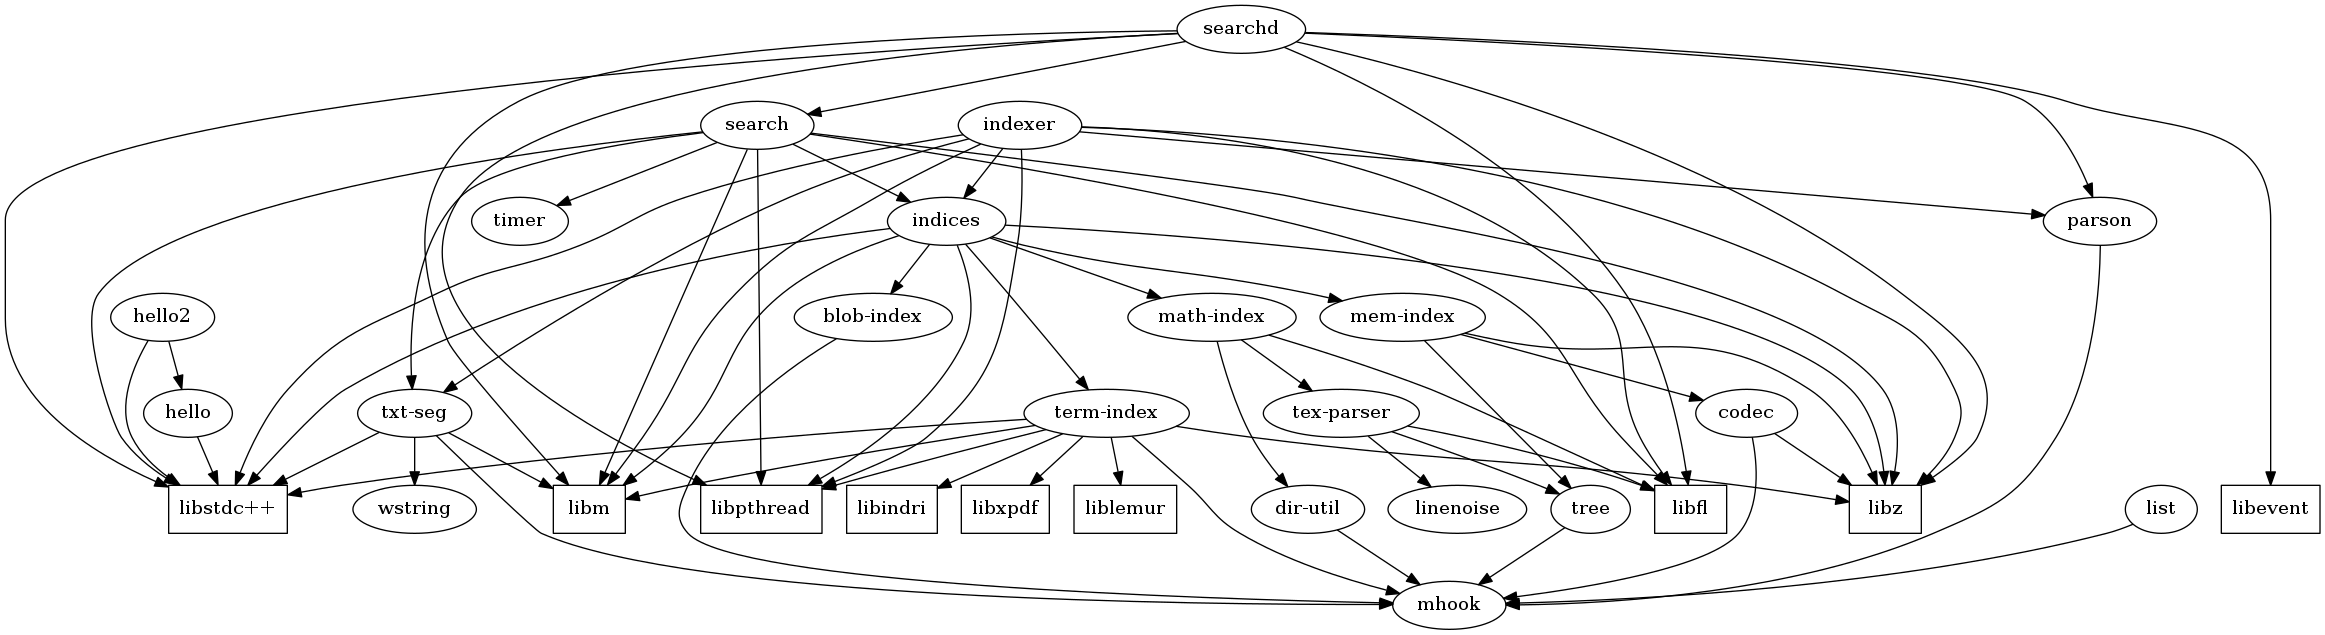 searchd
search
indexer
timer
indices
parson
hello2
blob-index
math-index
mem-index
hello
txt-seg
term-index
tex-parser
codec
libstdc++
wstring
libm
libpthread
libindri
libxpdf
liblemur
dir-util
linenoise
tree
libfl
libz
list
libevent
mhook